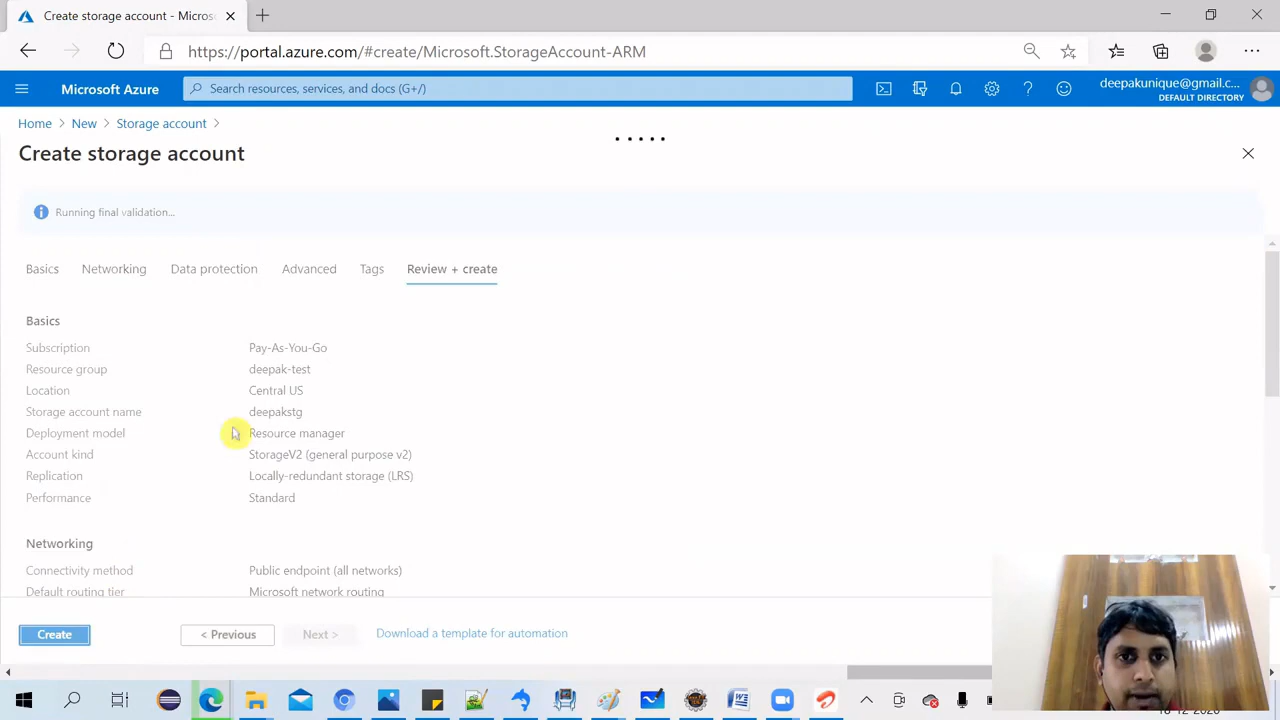 Create storage account - Micros
https://portal.azure.com/#create/Microsoft.StorageAccount-ARM
Microsoft Azure
Search resources, services, and docs (G+/)
deepakunique@gmail.c...
DEFAULT DIRECTORY
Home > New > Storage account >
Create storage account
Running final validation...
Basics Networking Data protection Advanced Tags Review + create
Basics
Subscription Pay-As-You-Go
Resource group deepak-test
Location Central US
Storage account name deepakstg
Deployment model Resource manager
Account kind StorageV2 (general purpose v2)
Replication Locally-redundant storage (LRS)
Performance Standard
Networking
Connectivity method Public endpoint (all networks)
Default routing tier Microsoft network routing
Create < Previous Next > Download a template for automation